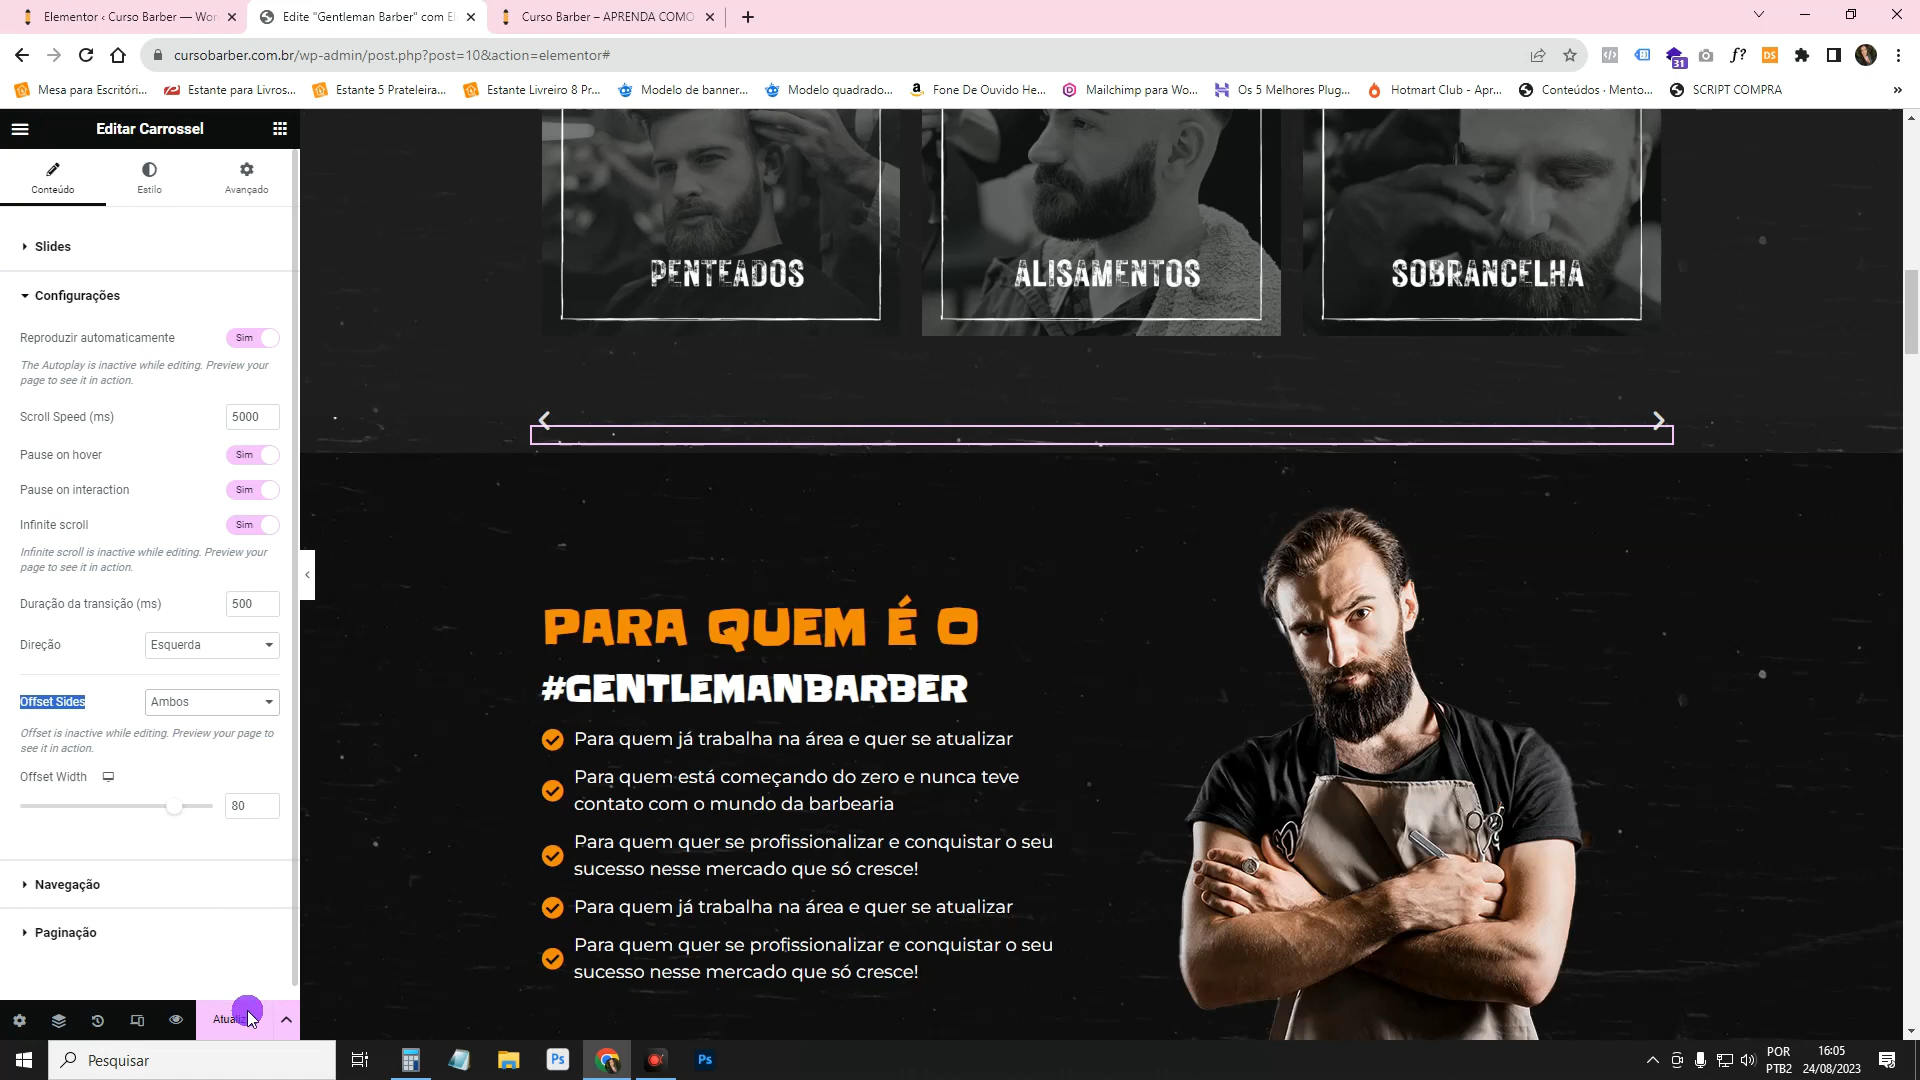 Elementor ‹ Curso Barber — Wor
Edite "Gentleman Barber" com El
Curso Barber – APRENDA COMO
cursobarber.com.br/wp-admin/post.php?post=10&action=elementor#
31
f?
DS
Mesa para Escritóri...
Estante para Livros...
Estante 5 Prateleira...
Estante Livreiro 8 Pr...
Modelo de banner...
Modelo quadrado...
Fone De Ouvido He...
Mailchimp para Wo...
Os 5 Melhores Plug...
Hotmart Club - Apr...
Conteúdos · Mento...
SCRIPT COMPRA
»
Editar Carrossel
Conteúdo
Estilo
Avançado
Slides
Configurações
Reproduzir automaticamente
Sim
The Autoplay is inactive while editing. Preview your
page to see it in action.
Scroll Speed (ms)
5000
Pause on hover
Sim
Pause on interaction
Sim
Infinite scroll
Sim
Infinite scroll is inactive while editing. Preview your
page to see it in action.
Duração da transição (ms)
500
Direção
Esquerda
Offset Sides
Ambos
Offset is inactive while editing. Preview your page to
see it in action.
Offset Width
80
Navegação
Paginação
PENTEADOS
ALISAMENTOS
SOBRANCELHA
PARA QUEM É O
#GENTLEMANBARBER
Para quem já trabalha na área e quer se atualizar
Para quem está começando do zero e nunca teve
contato com o mundo da barbearia
Para quem quer se profissionalizar e conquistar o seu
sucesso nesse mercado que só cresce!
Para quem já trabalha na área e quer se atualizar
Para quem quer se profissionalizar e conquistar o seu
sucesso nesse mercado que só cresce!
Pesquisar
Ps
Ps
POR
PTB2
16:05
24/08/2023